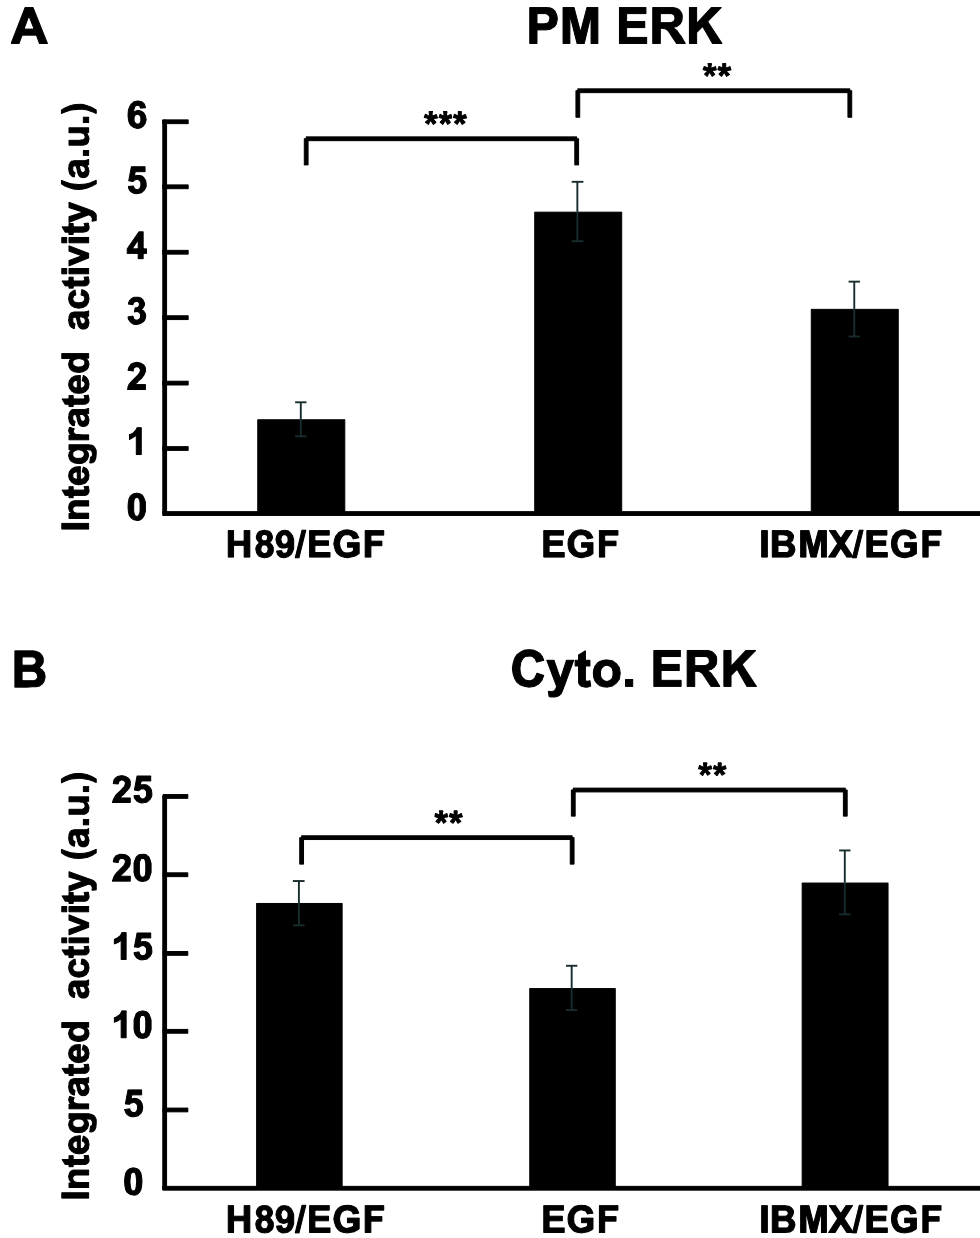 A
PM ERK
**
***
Integrated activity (a.u.)
6
5
4
3
2
1
0
H89/EGF EGF IBMX/EGF
B
Cyto. ERK
**
**
Integrated activity (a.u.)
25
20
15
10
5
0
H89/EGF EGF IBMX/EGF